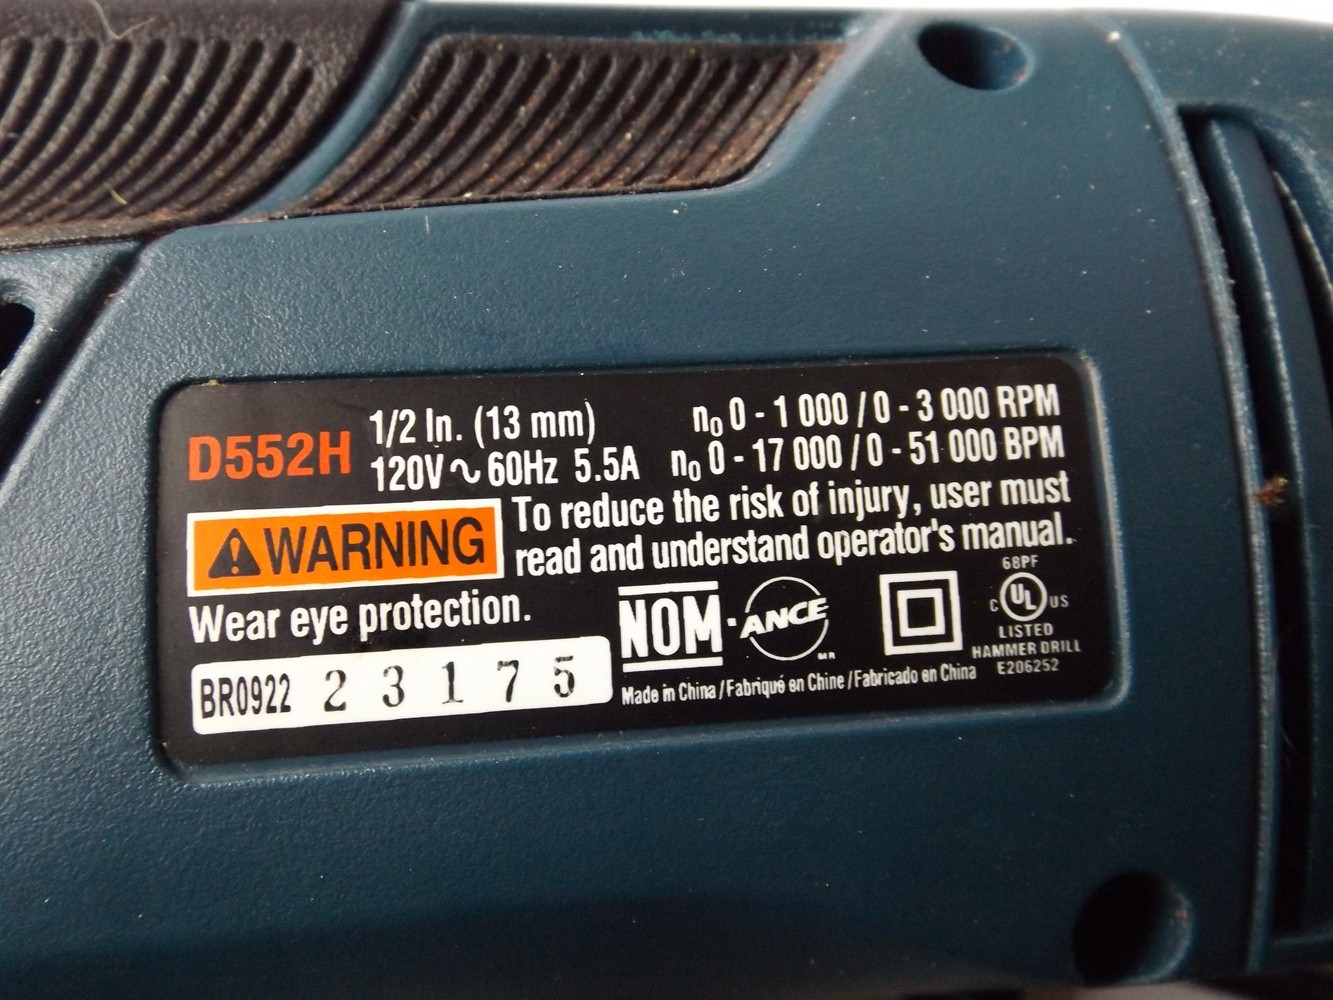 D552H
1/2 In. (13 mm)
n₀ 0 - 1 000 / 0 - 3 000 RPM
120V ∿ 60Hz 5.5A
n₀ 0 - 17 000 / 0 - 51 000 BPM
⚠WARNING
To reduce the risk of injury, user must
read and understand operator's manual.
Wear eye protection.
NOM-ANCE
MR
68PF
C UL US
LISTED
HAMMER DRILL
E206252
BR0922 2 3 1 7 5
Made in China / Fabriqué en Chine / Fabricado en China